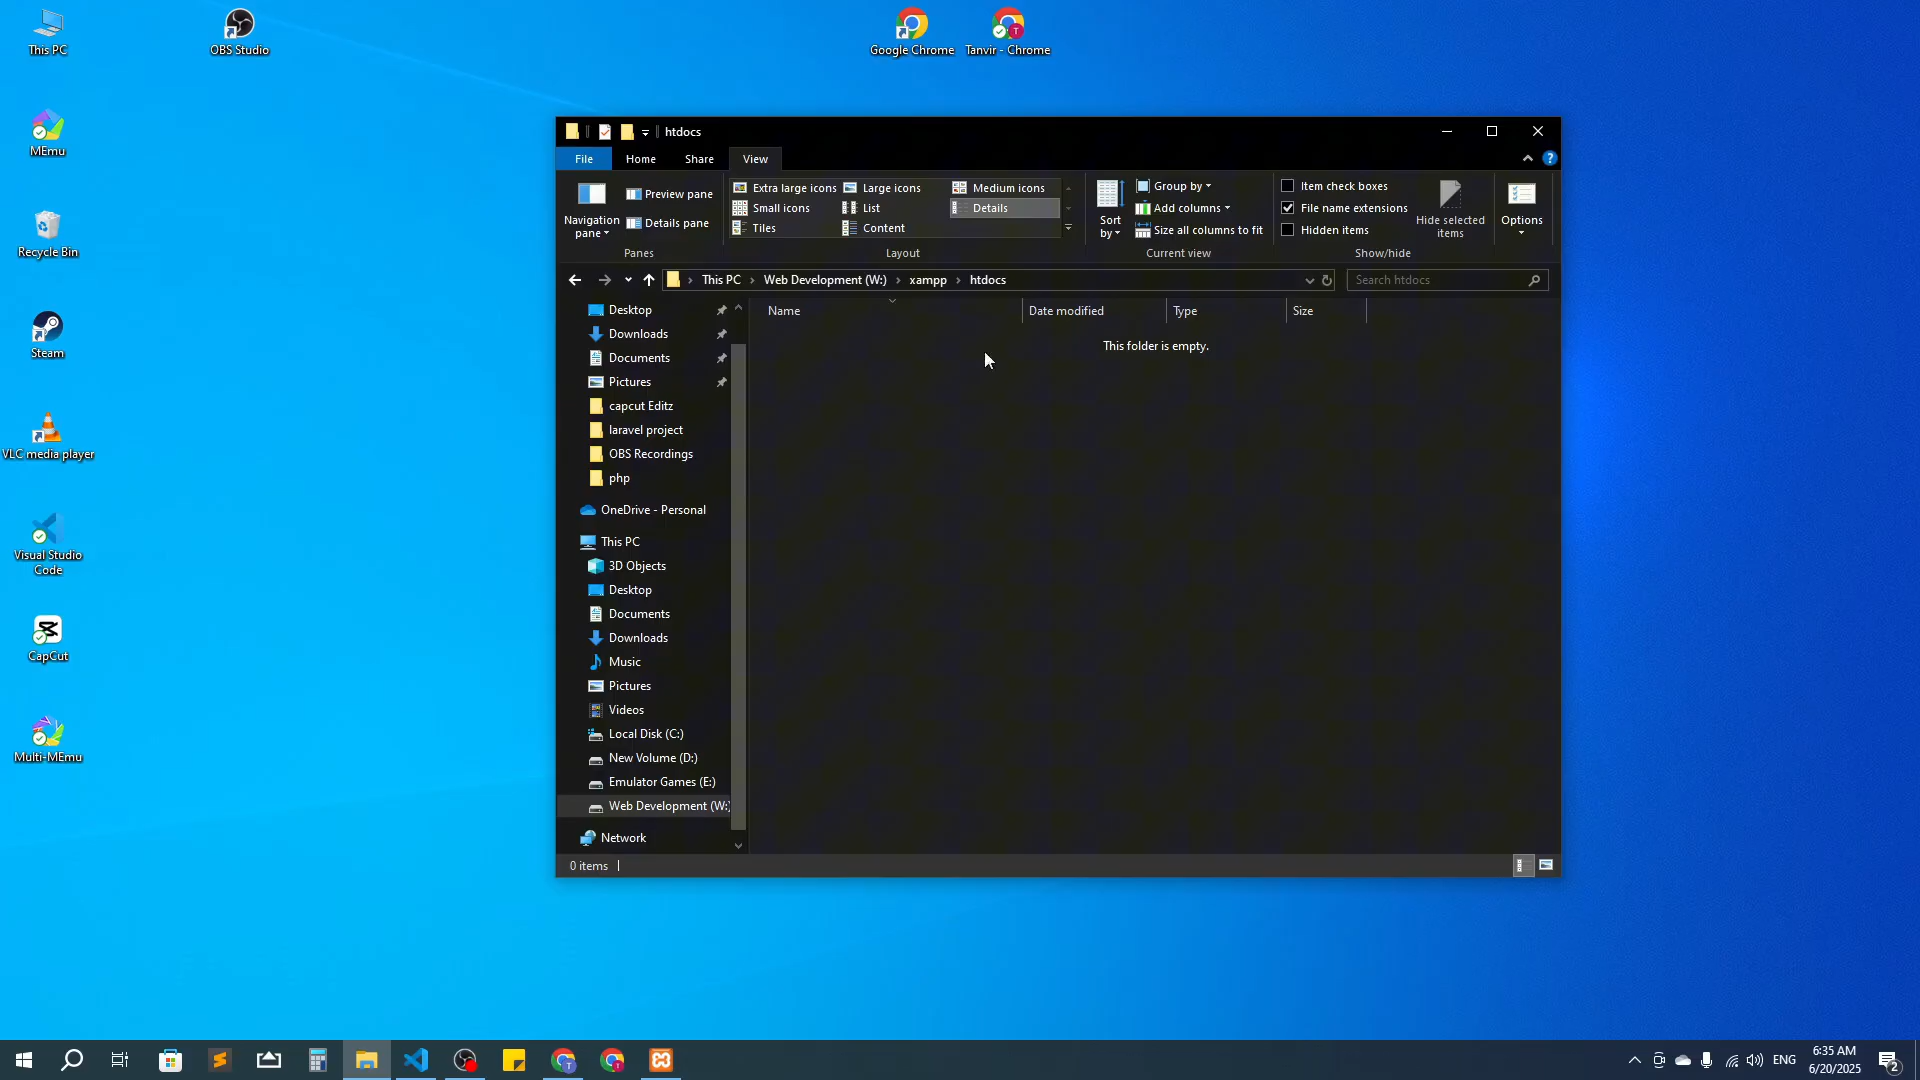 This PC
OBS Studio
Google Chrome
Tanvir - Chrome
MEmu
Recycle Bin
Steam
VLC media player
Visual Studio
Code
CapCut
Multi-MEmu
htdocs
File
Home
Share
View
Navigation
pane
Preview pane
Details pane
Panes
Extra large icons
Large icons
Medium icons
Small icons
List
Details
Tiles
Content
Layout
Sort
by
Group by
Add columns
Size all columns to fit
Current view
Item check boxes
File name extensions
Hidden items
Hide selected
items
Show/hide
Options
This PC > Web Development (W:) > xampp > htdocs
Search htdocs
Name
Date modified
Type
Size
This folder is empty.
Desktop
Downloads
Documents
Pictures
capcut Editz
laravel project
OBS Recordings
php
OneDrive - Personal
This PC
3D Objects
Desktop
Documents
Downloads
Music
Pictures
Videos
Local Disk (C:)
New Volume (D:)
Emulator Games (E:)
Web Development (W:)
Network
0 items
ENG
6:35 AM
6/20/2025
2